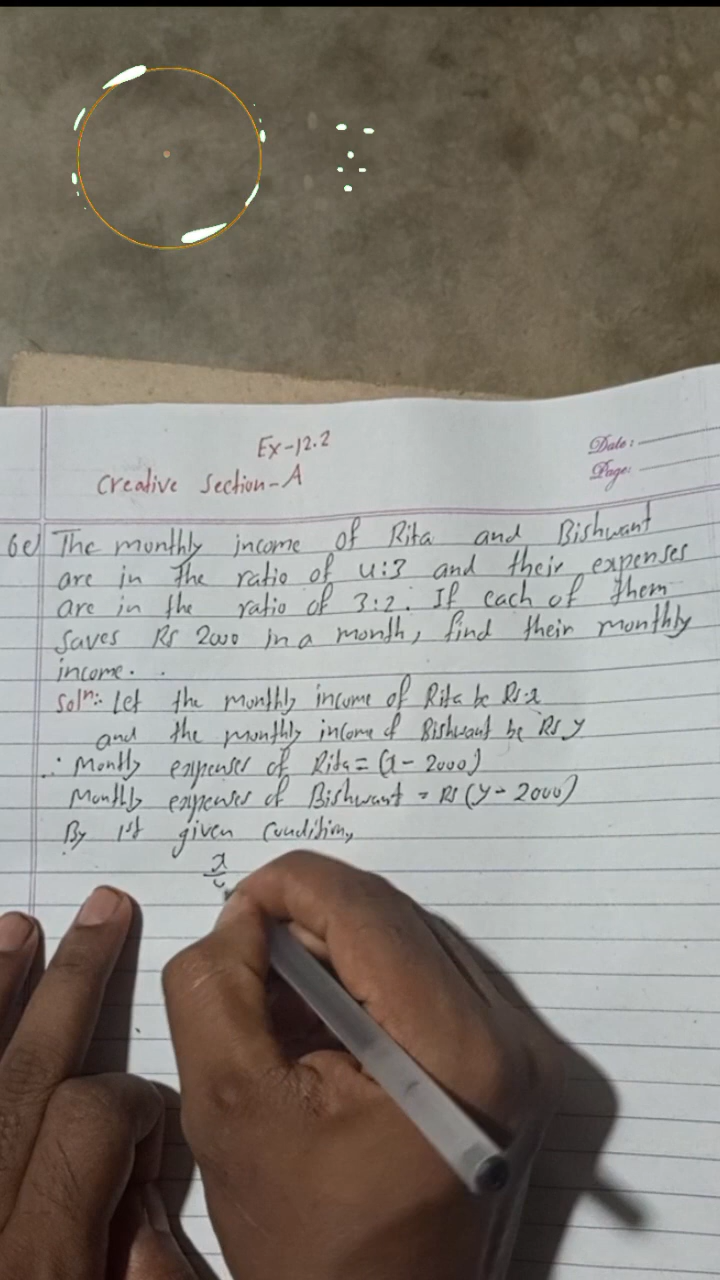 Ex-12.2
Creative Section-A
Date:
Page:
6e) The monthly income of Rita and Bishwant
are in the ratio of 4:3 and their expenses
are in the ratio of 3:2. If each of them
saves Rs 2000 in a month, find their monthly
income.
Solⁿ:- Let the monthly income of Rita be Rs. x
and the monthly income of Bishwant be Rs y
∴ Monthly expenses of Rita = (x - 2000)
Monthly expenses of Bishwant = Rs (y - 2000)
By 1st given condition,
x